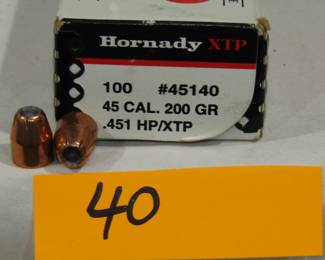 Hornady XTP
100 #45140
45 CAL. 200 GR
.451 HP/XTP
40